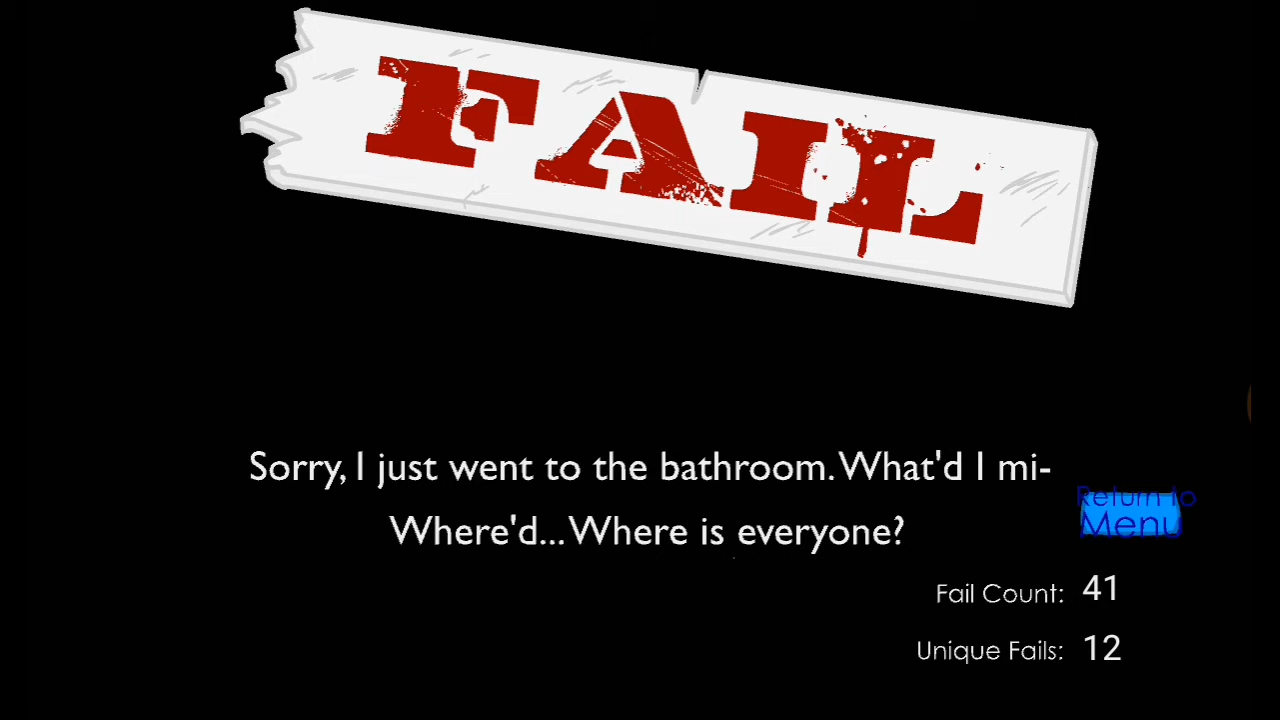 FAIL
Sorry, I just went to the bathroom. What'd I mi-
Where'd... Where is everyone?
Return to
Menu
Fail Count: 41
Unique Fails: 12